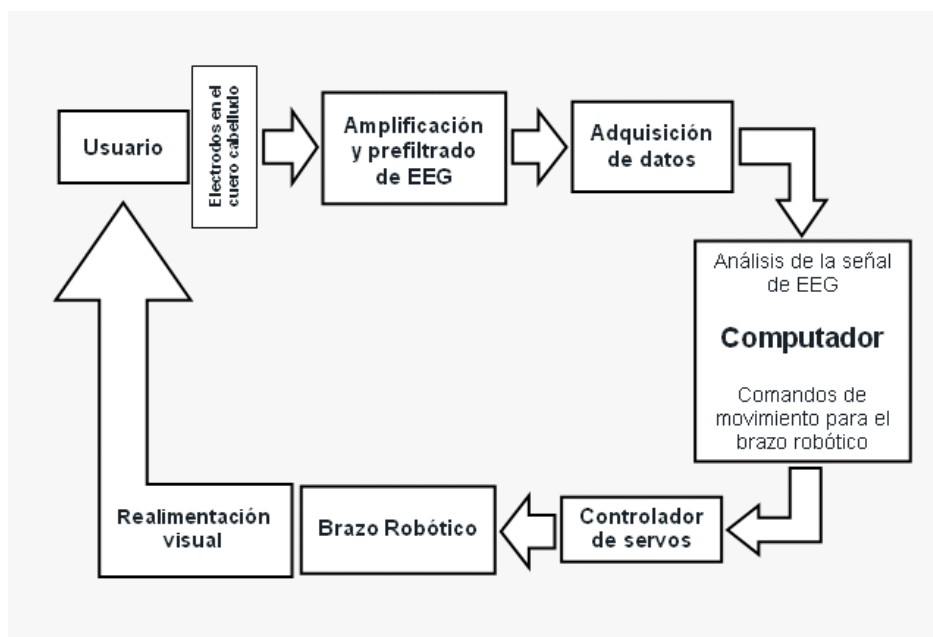 Usuario
Electrodos en el
cuero cabelludo
Amplificación
y prefiltrado
de EEG
Adquisición
de datos
Análisis de la señal
de EEG
Computador
Comandos de
movimiento para el
brazo robótico
Controlador
de servos
Brazo Robótico
Realimentación
visual